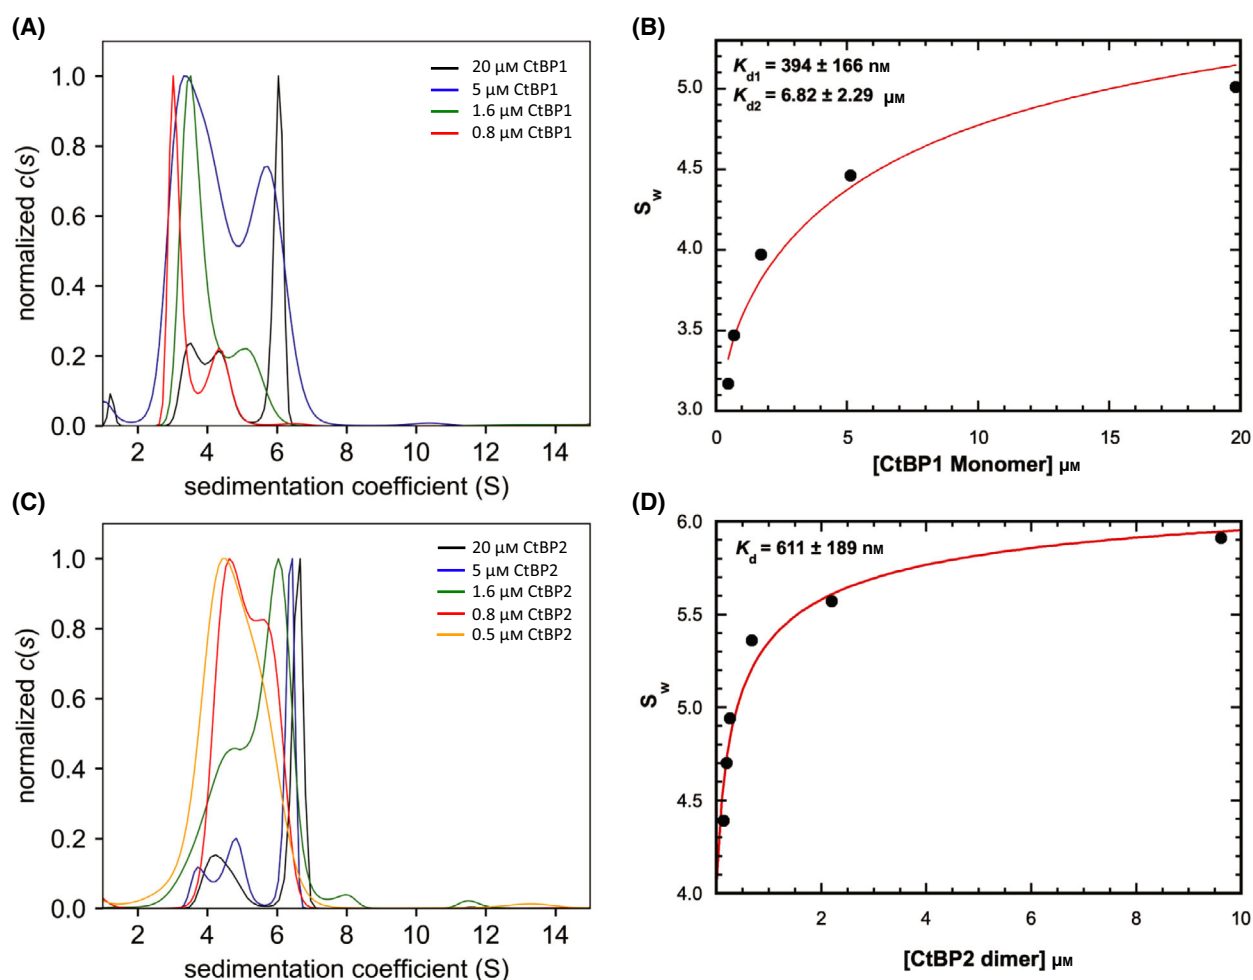 (A)
normalized c(s)
1.0
0.8
0.6
0.4
0.2
0.0
20 μM CtBP1
5 μM CtBP1
1.6 μM CtBP1
0.8 μM CtBP1
2 4 6 8 10 12 14
sedimentation coefficient (S)
(B)
S_w
5.0
4.5
4.0
3.5
3.0
K_d1 = 394 ± 166 nM
K_d2 = 6.82 ± 2.29 μM
0 5 10 15 20
[CtBP1 Monomer] μM
(C)
normalized c(s)
1.0
0.8
0.6
0.4
0.2
0.0
20 μM CtBP2
5 μM CtBP2
1.6 μM CtBP2
0.8 μM CtBP2
0.5 μM CtBP2
2 4 6 8 10 12 14
sedimentation coefficient (S)
(D)
S_w
6.0
5.5
5.0
4.5
4.0
K_d = 611 ± 189 nM
2 4 6 8 10
[CtBP2 dimer] μM